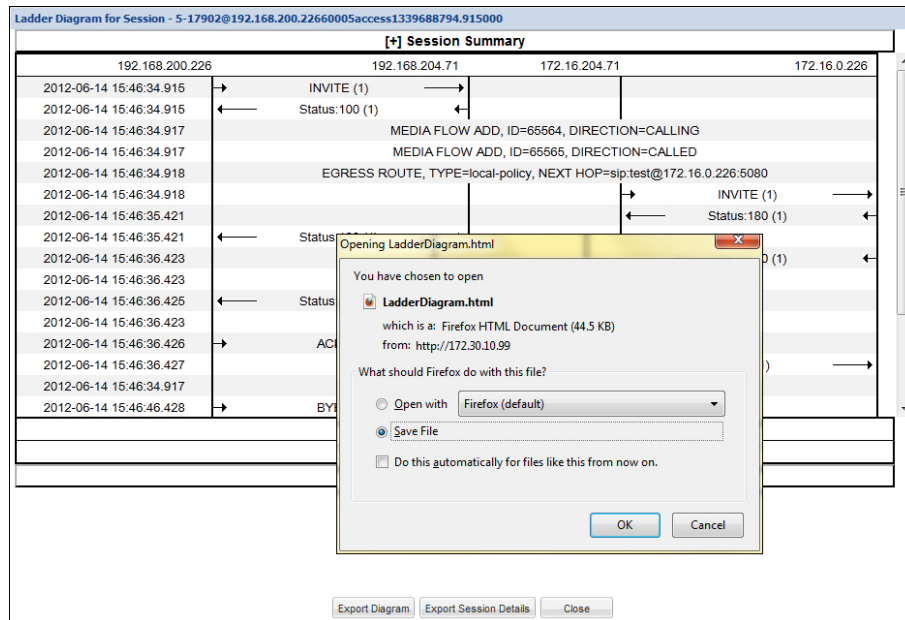 Ladder Diagram for Session - 5-17902@192.168.200.22660005access1339688794.915000
[+] Session Summary
192.168.200.226 192.168.204.71 172.16.204.71 172.16.0.226
2012-06-14 15:46:34.915 INVITE (1)
2012-06-14 15:46:34.915 Status:100 (1)
2012-06-14 15:46:34.917 MEDIA FLOW ADD, ID=65564, DIRECTION=CALLING
2012-06-14 15:46:34.917 MEDIA FLOW ADD, ID=65565, DIRECTION=CALLED
2012-06-14 15:46:34.918 EGRESS ROUTE, TYPE=local-policy, NEXT HOP=sip:test@172.16.0.226:5080
2012-06-14 15:46:34.918 INVITE (1)
2012-06-14 15:46:35.421 Status:180 (1)
2012-06-14 15:46:35.421 Status
2012-06-14 15:46:36.423 0 (1)
2012-06-14 15:46:36.423
2012-06-14 15:46:36.425 Status
2012-06-14 15:46:36.423
2012-06-14 15:46:36.426
2012-06-14 15:46:36.427 )
2012-06-14 15:46:34.917
2012-06-14 15:46:46.428
Opening LadderDiagram.html
You have chosen to open
LadderDiagram.html
which is a: Firefox HTML Document (44.5 KB)
from: http://172.30.10.99
What should Firefox do with this file?
Open with Firefox (default)
Save File
Do this automatically for files like this from now on.
OK Cancel
Export Diagram Export Session Details Close